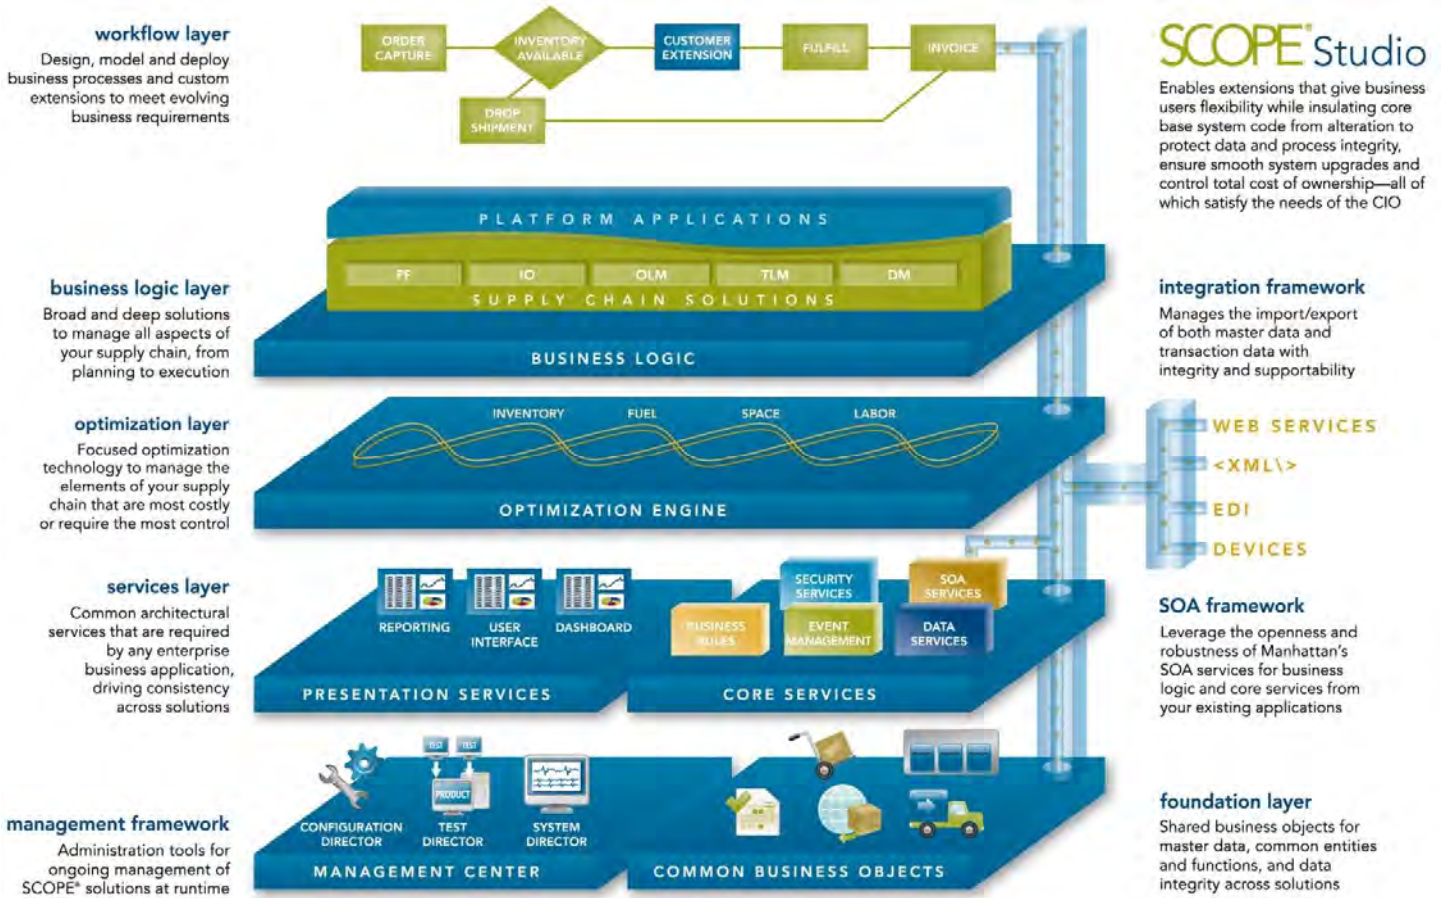 workflow layer
Design, model and deploy
business processes and custom
extensions to meet evolving
business requirements
ORDER
CAPTURE
INVENTORY
AVAILABLE
CUSTOMER
EXTENSION
FULFILL
INVOICE
DROP
SHIPMENT
SCOPE® Studio
Enables extensions that give business
users flexibility while insulating core
base system code from alteration to
protect data and process integrity,
ensure smooth system upgrades and
control total cost of ownership—all of
which satisfy the needs of the CIO
PLATFORM APPLICATIONS
PF
IO
OLM
TLM
DM
SUPPLY CHAIN SOLUTIONS
BUSINESS LOGIC
business logic layer
Broad and deep solutions
to manage all aspects of
your supply chain, from
planning to execution
integration framework
Manages the import/export
of both master data and
transaction data with
integrity and supportability
optimization layer
Focused optimization
technology to manage the
elements of your supply
chain that are most costly
or require the most control
INVENTORY
FUEL
SPACE
LABOR
OPTIMIZATION ENGINE
WEB SERVICES
<XML\>
EDI
DEVICES
services layer
Common architectural
services that are required
by any enterprise
business application,
driving consistency
across solutions
REPORTING
USER
INTERFACE
DASHBOARD
PRESENTATION SERVICES
SECURITY
SERVICES
SOA
SERVICES
BUSINESS
RULES
EVENT
MANAGEMENT
DATA
SERVICES
CORE SERVICES
SOA framework
Leverage the openness and
robustness of Manhattan's
SOA services for business
logic and core services from
your existing applications
management framework
Administration tools for
ongoing management of
SCOPE® solutions at runtime
TEST
TEST
PRODUCT
CONFIGURATION
DIRECTOR
TEST
DIRECTOR
SYSTEM
DIRECTOR
MANAGEMENT CENTER
COMMON BUSINESS OBJECTS
foundation layer
Shared business objects for
master data, common entities
and functions, and data
integrity across solutions